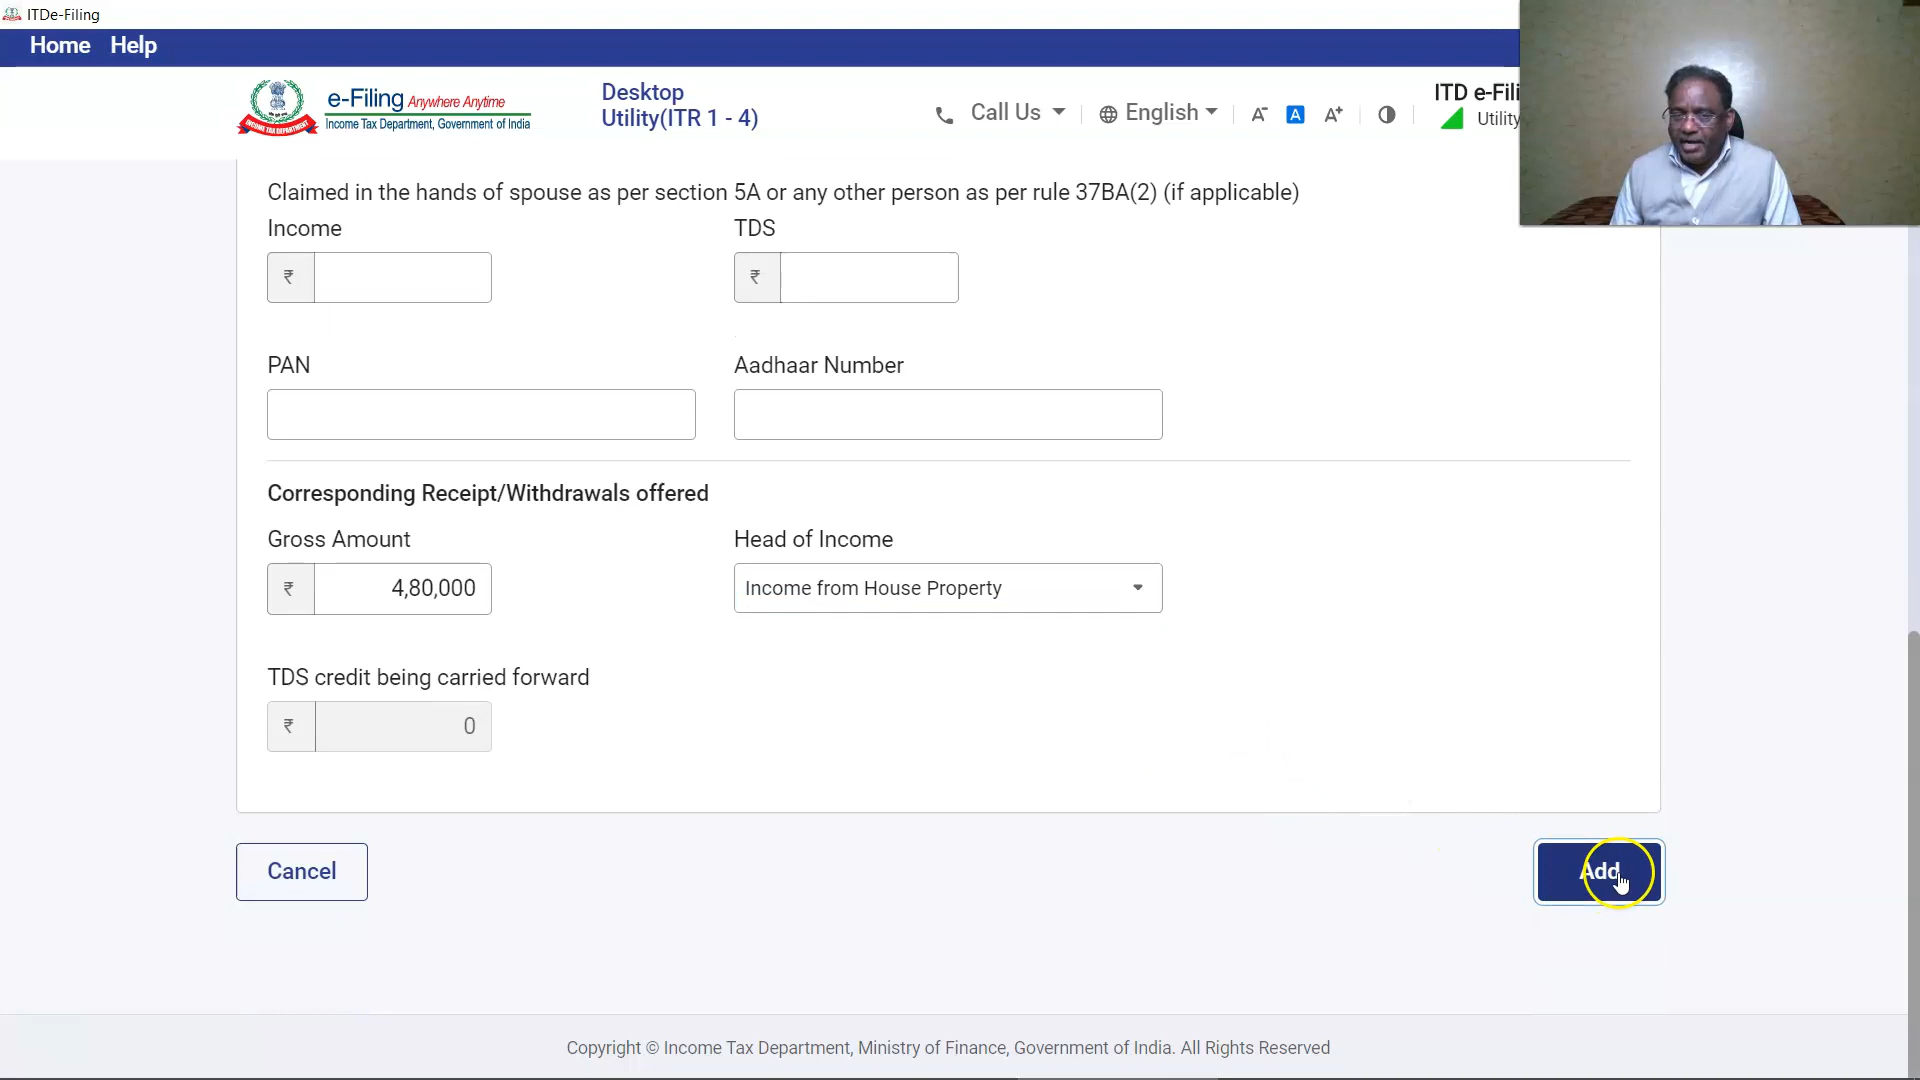 ITDe-Filing
Home Help
e-Filing Anywhere Anytime
Income Tax Department, Government of India
INCOME TAX DEPARTMENT
Desktop
Utility(ITR 1 - 4)
Call Us
English
A-
A
A+
ITD e-Fili
Utility
Claimed in the hands of spouse as per section 5A or any other person as per rule 37BA(2) (if applicable)
Income TDS
₹ ₹
PAN Aadhaar Number
Corresponding Receipt/Withdrawals offered
Gross Amount Head of Income
₹ 4,80,000 Income from House Property
TDS credit being carried forward
₹ 0
Cancel Add
Copyright © Income Tax Department, Ministry of Finance, Government of India. All Rights Reserved